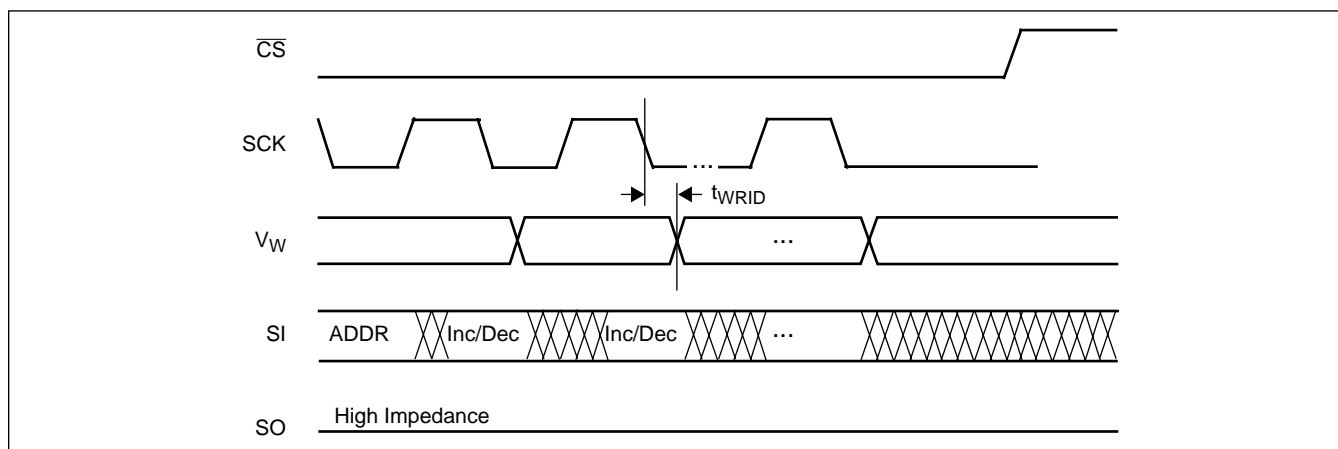 CS
SCK
...
tWRID
VW
...
SI ADDR Inc/Dec Inc/Dec ...
High Impedance
SO